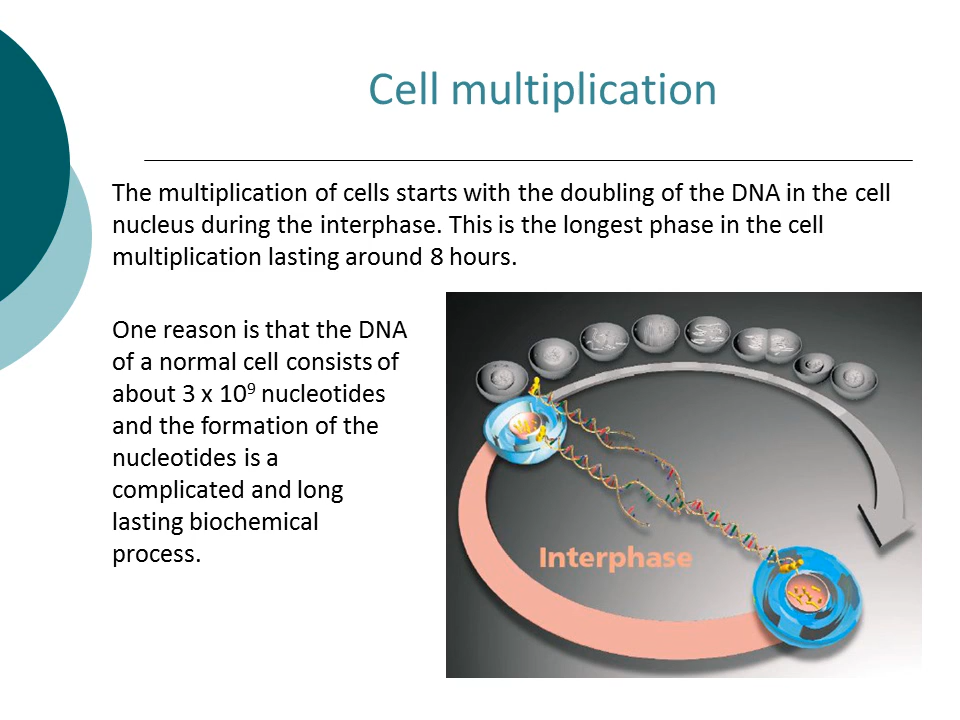 Cell multiplication
The multiplication of cells starts with the doubling of the DNA in the cell
nucleus during the interphase. This is the longest phase in the cell
multiplication lasting around 8 hours.
One reason is that the DNA
of a normal cell consists of
about 3 x 10⁹ nucleotides
and the formation of the
nucleotides is a
complicated and long
lasting biochemical
process.
Interphase